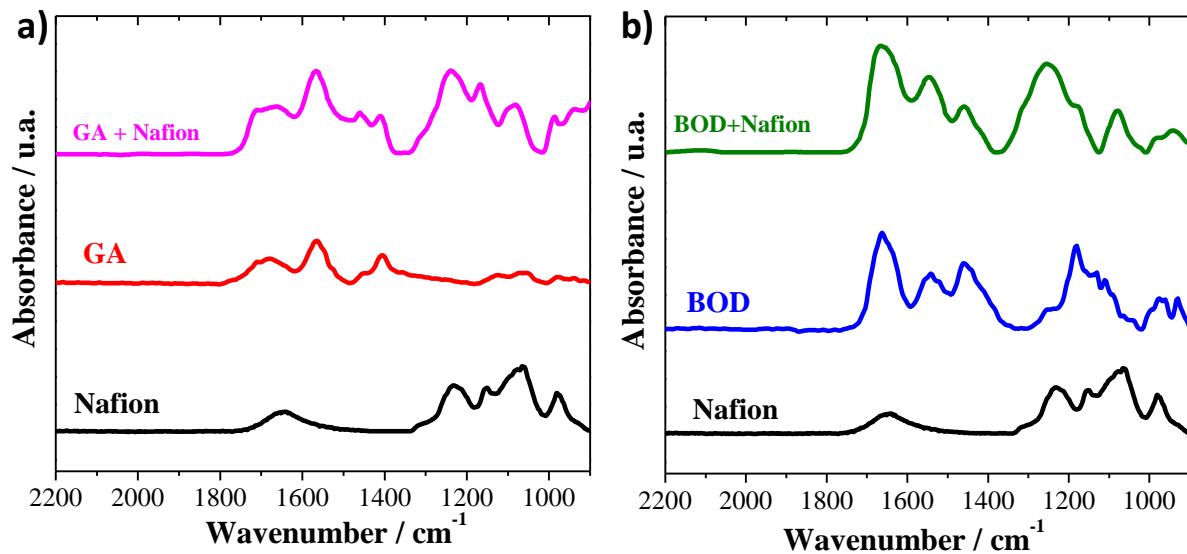 a)
Absorbance / u.a.
GA + Nafion
GA
Nafion
2200 2000 1800 1600 1400 1200 1000
Wavenumber / cm-1
b)
Absorbance / u.a.
BOD+Nafion
BOD
Nafion
2200 2000 1800 1600 1400 1200 1000
Wavenumber / cm-1